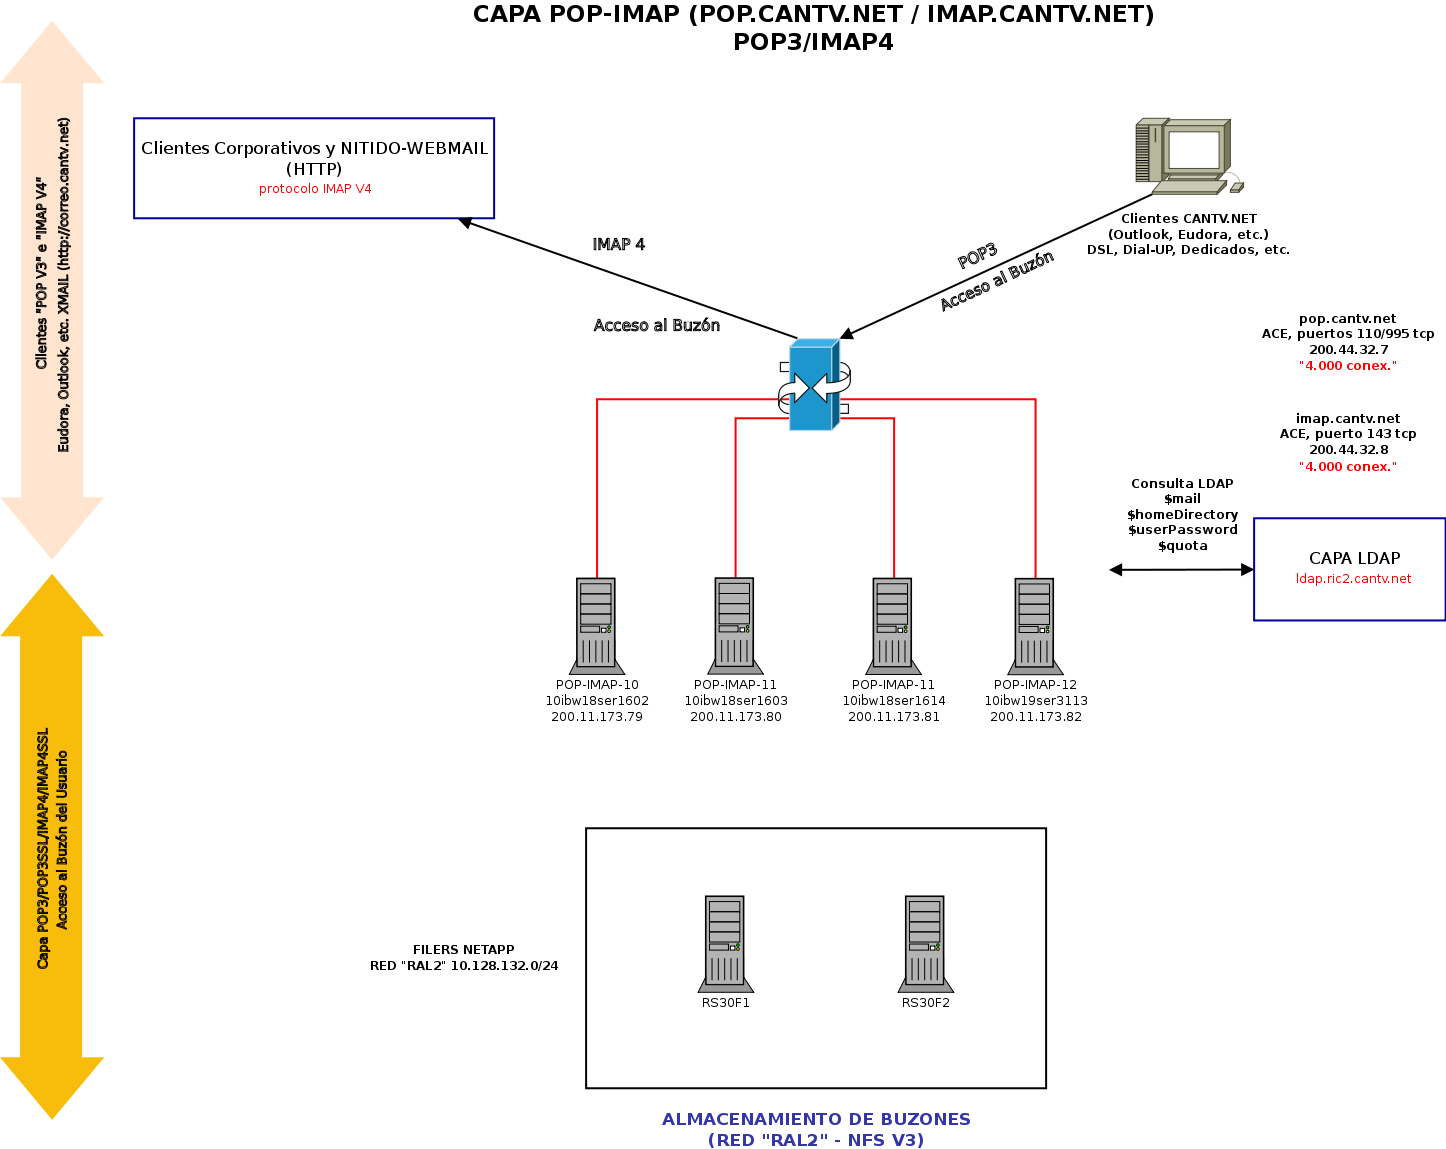 CAPA POP-IMAP (POP.CANTV.NET / IMAP.CANTV.NET)
POP3/IMAP4
Clientes "POP V3" e "IMAP V4"
Eudora, Outlook, etc. XMAIL (http://correo.cantv.net)
Clientes Corporativos y NITIDO-WEBMAIL
(HTTP)
protocolo IMAP V4
Clientes CANTV.NET
(Outlook, Eudora, etc.)
DSL, Dial-UP, Dedicados, etc.
IMAP 4
Acceso al Buzón
POP3
Acceso al Buzón
pop.cantv.net
ACE, puertos 110/995 tcp
200.44.32.7
"4.000 conex."
imap.cantv.net
ACE, puerto 143 tcp
200.44.32.8
"4.000 conex."
Consulta LDAP
$mail
$homeDirectory
$userPassword
$quota
CAPA LDAP
ldap.ric2.cantv.net
POP-IMAP-10
10ibw18ser1602
200.11.173.79
POP-IMAP-11
10ibw18ser1603
200.11.173.80
POP-IMAP-11
10ibw18ser1614
200.11.173.81
POP-IMAP-12
10ibw19ser3113
200.11.173.82
Capa POP3/POP3SSL/IMAP4/IMAP4SSL
Acceso al Buzón del Usuario
FILERS NETAPP
RED "RAL2" 10.128.132.0/24
RS30F1
RS30F2
ALMACENAMIENTO DE BUZONES
(RED "RAL2" - NFS V3)